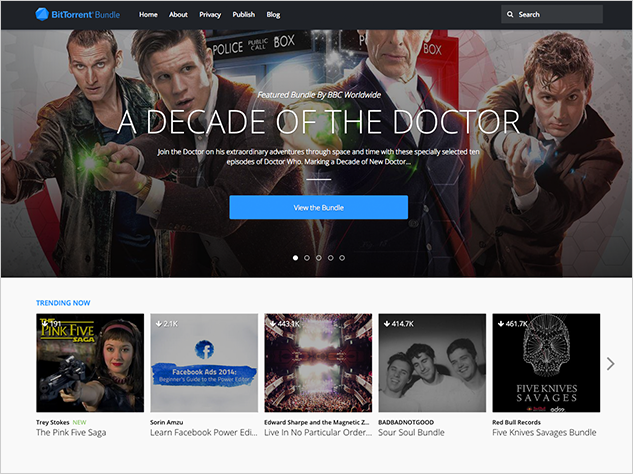 BitTorrent® Bundle
Home
About
Privacy
Publish
Blog
Search
POLICE PUBLIC CALL BOX
Featured Bundle By BBC Worldwide
A DECADE OF THE DOCTOR
Join the Doctor on his extraordinary adventures through space and time with these specially selected ten
episodes of Doctor Who. Marking a Decade of New Doctor...
View the Bundle
TRENDING NOW
191
THE
PINK FIVE
SAGA
Trey Stokes NEW
The Pink Five Saga
2.1K
Facebook Ads 2014:
Beginner's Guide to the Power Editor
Sorin Amzu
Learn Facebook Power Edi...
443.1K
Edward Sharpe and the Magnetic Z...
Live In No Particular Order...
414.7K
BADBADNOTGOOD
Sour Soul Bundle
461.7K
FIVE KNIVES
SAVAGES
Red Bull Records
Five Knives Savages Bundle